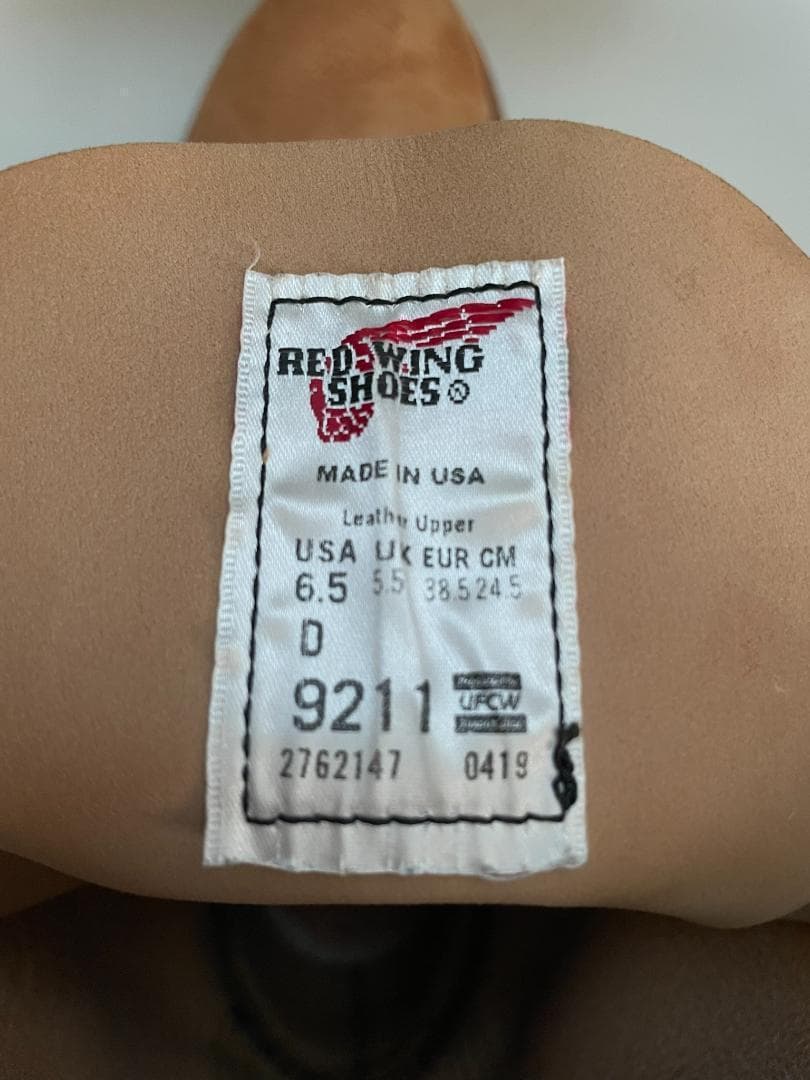 RED WING
SHOES®
MADE IN USA
Leather Upper
USA UK EUR CM
6.5 5.5 38.5 24.5
D
9211
UFCW
2762147 0419